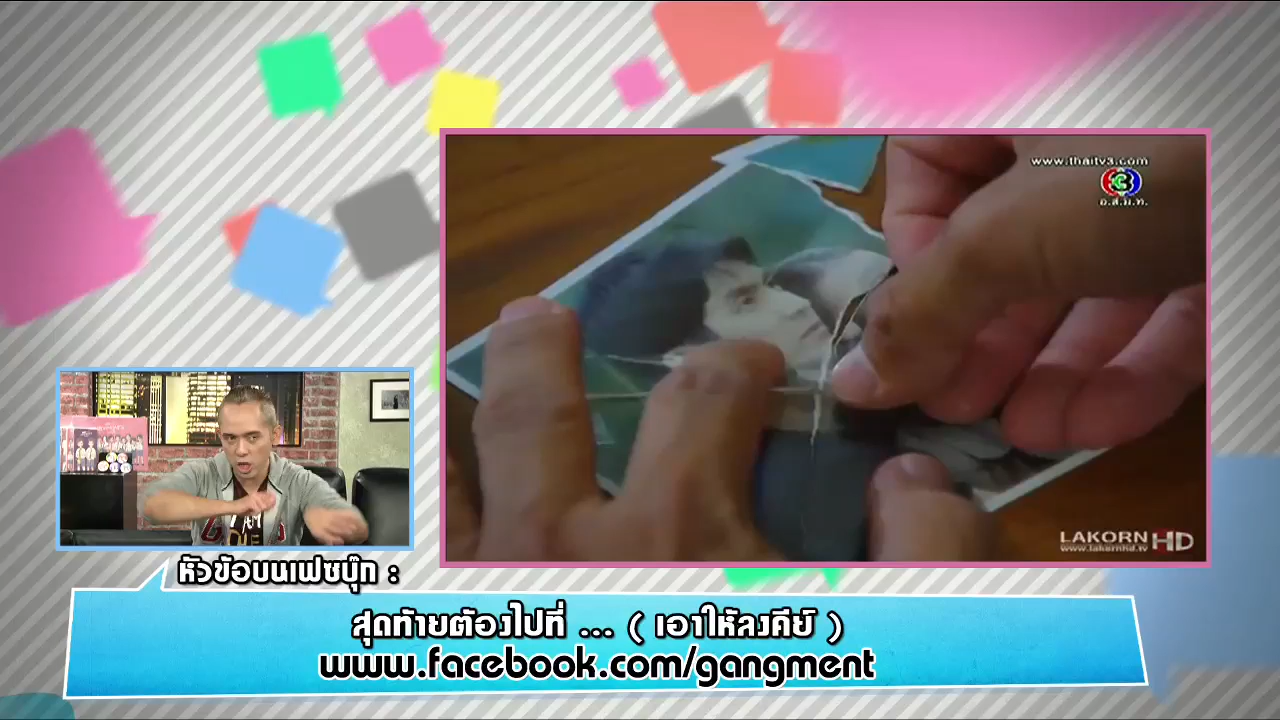 www.thaitv3.com
3
อ.ส.ม.ท.
LAKORN HD
www.lakornhd.tv
หัวข้อบนเฟซบุ๊ก :
สุดท้ายต้องไปที่ ... ( เอาให้ลงคีย์ )
www.facebook.com/gangment